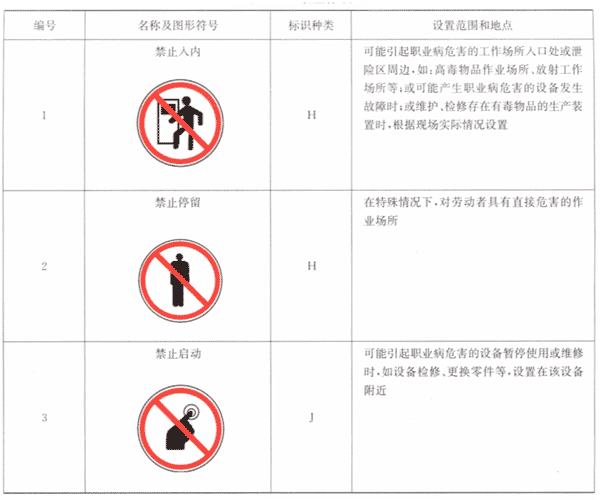 编号 名称及图形符号 标识种类 设置范围和地点
1
禁止入内
H
可能引起职业病危害的工作场所入口处或泄
险区周边,如:高毒物品作业场所、放射工作
场所等;或可能产生职业病危害的设备发生
故障时;或维护、检修存在有毒物品的生产装
置时,根据现场实际情况设置
2
禁止停留
H
在特殊情况下,对劳动者具有直接危害的作
业场所
3
禁止启动
J
可能引起职业病危害的设备暂停使用或维修
时,如设备检修、更换零件等,设置在该设备
附近